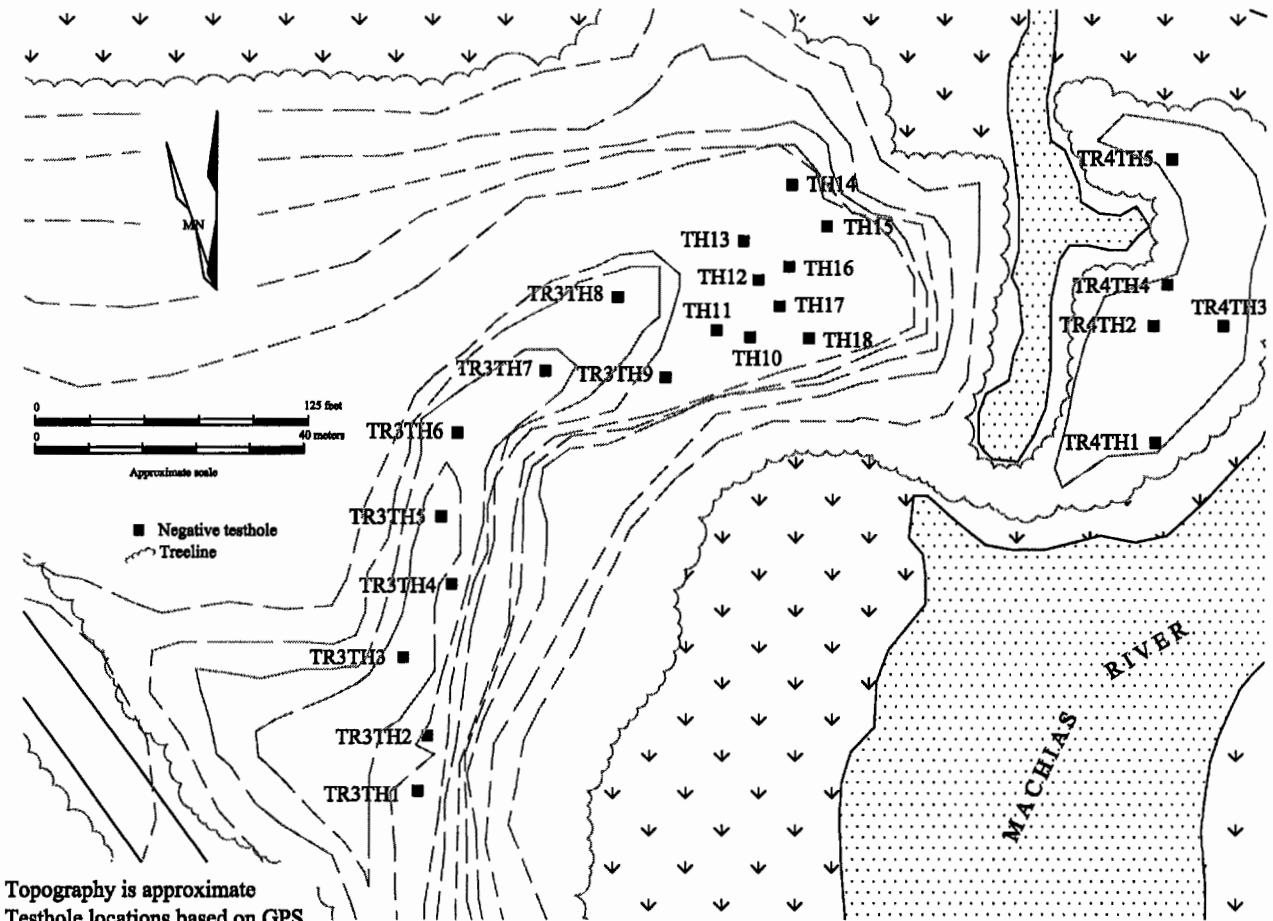 TR4TH5
TH14
MN
TH13
TH15
TH12
TH16
TR3TH8
TR4TH4
TH11
TH17
TR4TH2
TR4TH3
TH10
TH18
TR3TH7
TR3TH9
0
125 feet
0
40 meters
Approximate scale
TR3TH6
TR4TH1
TR3TH5
Negative testhole
Treeline
TR3TH4
TR3TH3
MACHIAS RIVER
TR3TH2
TR3TH1
Topography is approximate
Testhole locations based on GPS